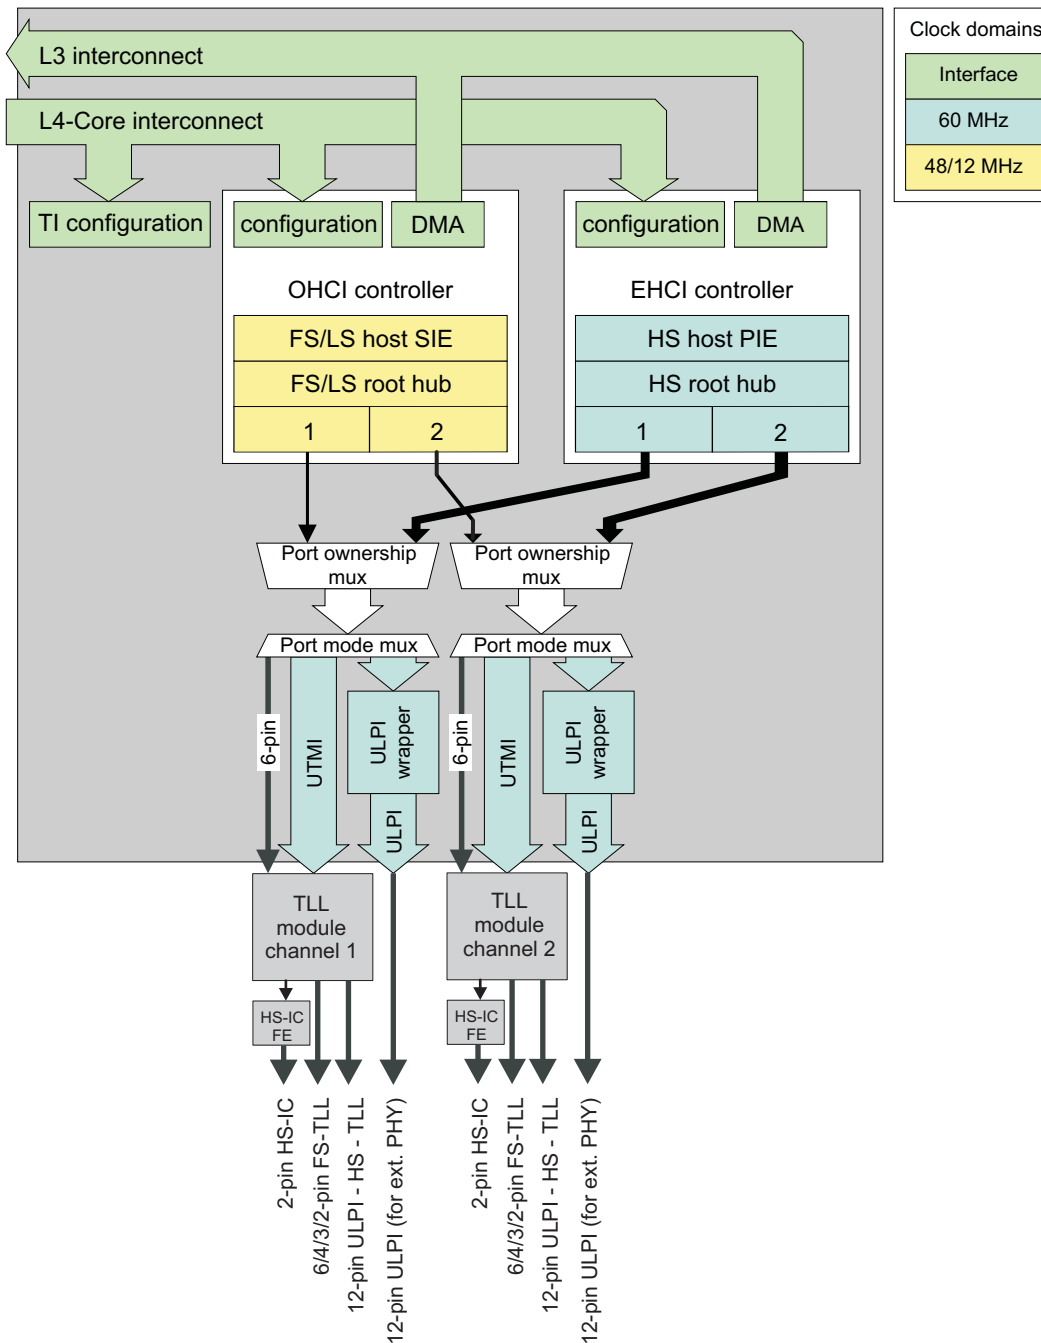 Clock domains
Interface
60 MHz
48/12 MHz
L3 interconnect
L4-Core interconnect
TI configuration
configuration
DMA
configuration
DMA
OHCI controller
EHCI controller
FS/LS host SIE
HS host PIE
FS/LS root hub
HS root hub
1
2
1
2
Port ownership
mux
Port ownership
mux
Port mode mux
Port mode mux
6-pin
UTMI
ULPI
wrapper
ULPI
6-pin
UTMI
ULPI
wrapper
ULPI
TLL
module
channel 1
TLL
module
channel 2
HS-IC
FE
HS-IC
FE
2-pin HS-IC
6/4/3/2-pin FS-TLL
12-pin ULPI - HS - TLL
12-pin ULPI (for ext. PHY)
2-pin HS-IC
6/4/3/2-pin FS-TLL
12-pin ULPI - HS - TLL
12-pin ULPI (for ext. PHY)